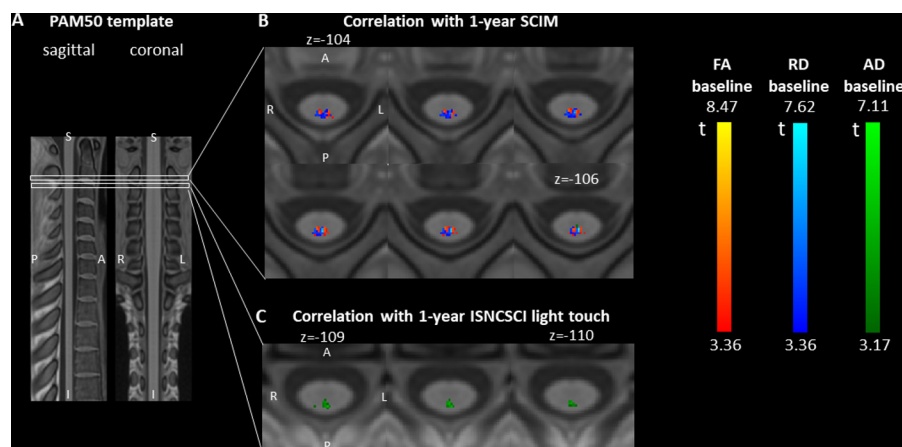 A
PAM50 template
sagittal
coronal
S
S
P
A
R
L
I
I
B
Correlation with 1-year SCIM
z=-104
A
R
L
P
z=-106
C
Correlation with 1-year ISNCSCI light touch
z=-109
z=-110
A
R
L
P
FA
RD
AD
baseline
baseline
baseline
8.47
7.62
7.11
t
t
t
3.36
3.36
3.17